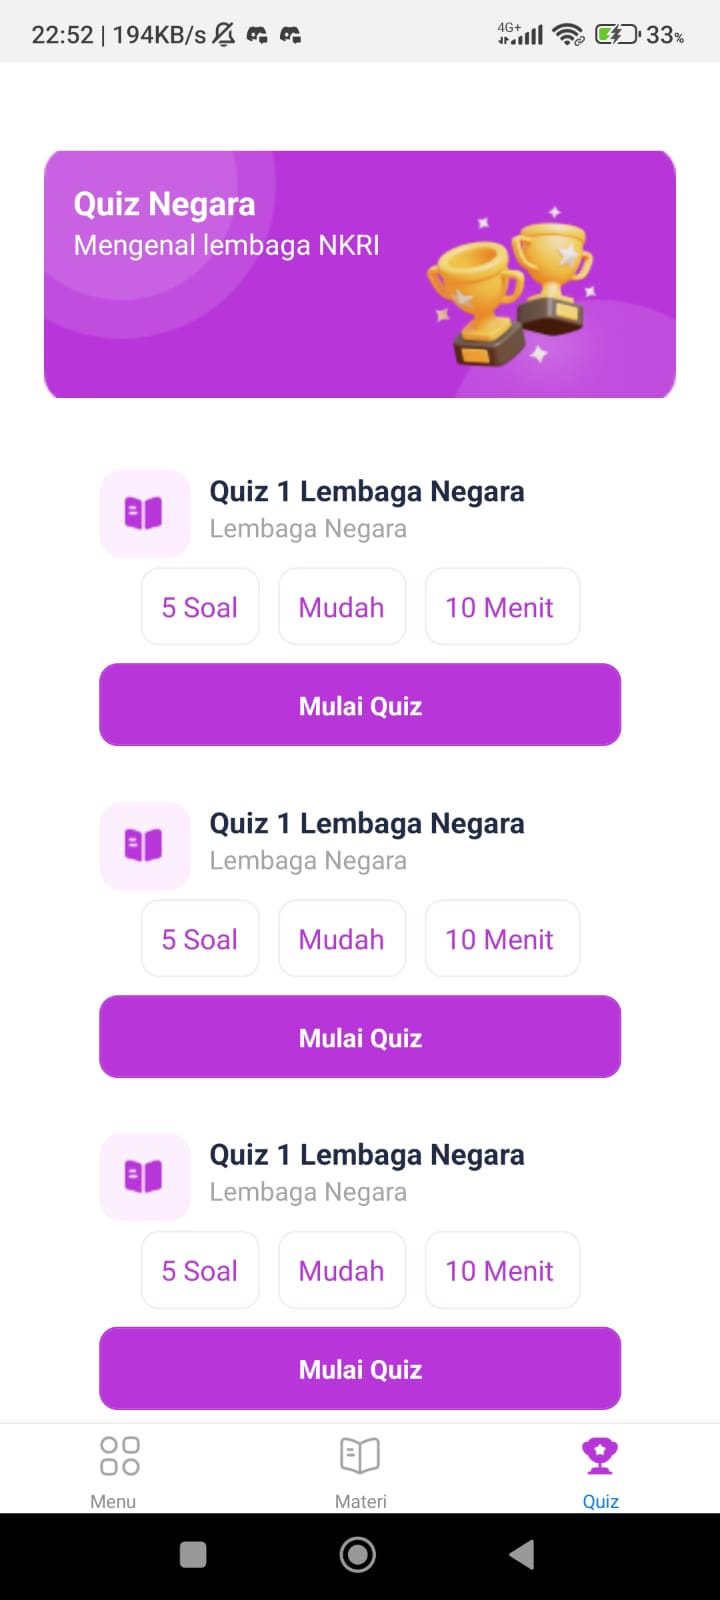 22:52 | 194KB/s 4G+ 33%
Quiz Negara
Mengenal lembaga NKRI
Quiz 1 Lembaga Negara
Lembaga Negara
5 Soal Mudah 10 Menit
Mulai Quiz
Quiz 1 Lembaga Negara
Lembaga Negara
5 Soal Mudah 10 Menit
Mulai Quiz
Quiz 1 Lembaga Negara
Lembaga Negara
5 Soal Mudah 10 Menit
Mulai Quiz
Menu Materi Quiz